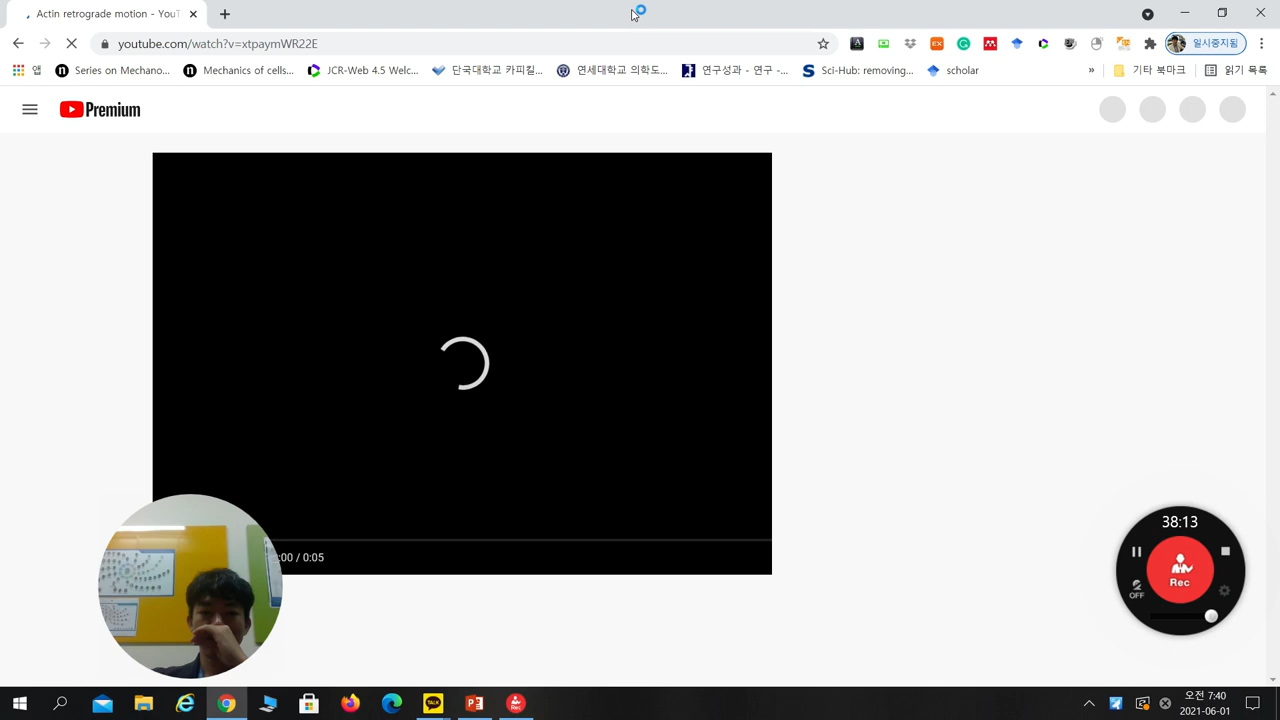 Actin retrograde motion - YouT
youtube.com/watch?v=xtpaymWR22E
일시중지됨
앱
Series on Mechano...
Mechanics of cells...
JCR-Web 4.5 Welc...
단국대학교 카피킬...
연세대학교 의학도...
연구성과 - 연구 -...
Sci-Hub: removing...
scholar
»
기타 북마크
읽기 목록
Premium
:00 / 0:05
38:13
Rec
OFF
TALK
Rec
오전 7:40
2021-06-01